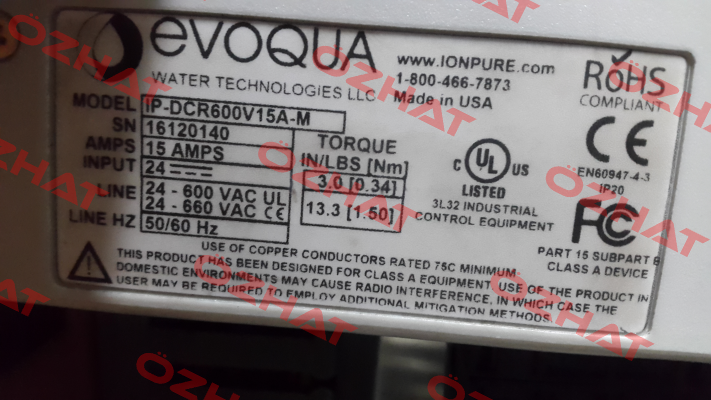 evoQUA
WATER TECHNOLOGIES LLC
www.IONPURE.com
1-800-466-7873
Made in USA
RoHS
COMPLIANT
MODEL IP-DCR600V15A-M
SN 16120140
AMPS 15 AMPS
INPUT 24
LINE 24 - 600 VAC UL
24 - 660 VAC CE
LINE HZ 50/60 Hz
TORQUE
IN/LBS [Nm]
3.0 [0.34]
13.3 [1.50]
C UL US
LISTED
3L32 INDUSTRIAL
CONTROL EQUIPMENT
CE
EN60947-4-3
IP20
FC
PART 15 SUBPART B
CLASS A DEVICE
USE OF COPPER CONDUCTORS RATED 75C MINIMUM
THIS PRODUCT HAS BEEN DESIGNED FOR CLASS A EQUIPMENT. USE OF THE PRODUCT IN
DOMESTIC ENVIRONMENTS MAY CAUSE RADIO INTERFERENCE, IN WHICH CASE THE
USER MAY BE REQUIRED TO EMPLOY ADDITIONAL MITIGATION METHODS.
OZHAT
OZHAT
OZHAT
OZHAT
OZHAT
OZHAT